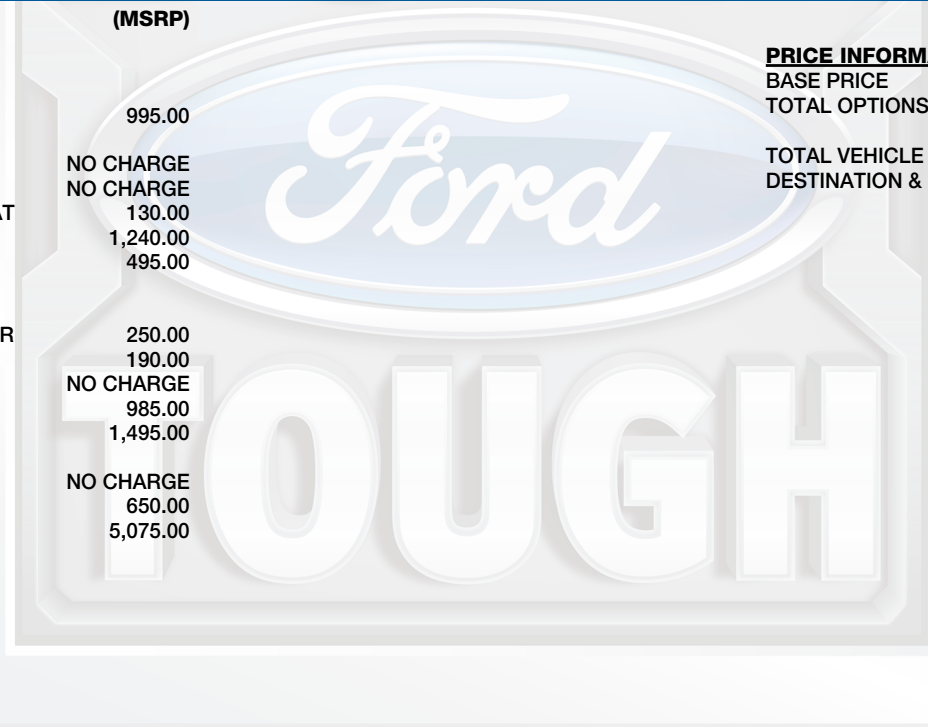 (MSRP)
PRICE INFORMA
BASE PRICE
995.00
TOTAL OPTIONS
NO CHARGE
TOTAL VEHICLE
NO CHARGE
DESTINATION &
AT
130.00
1,240.00
495.00
R
250.00
190.00
NO CHARGE
985.00
1,495.00
NO CHARGE
650.00
5,075.00
Ford
TOUGH